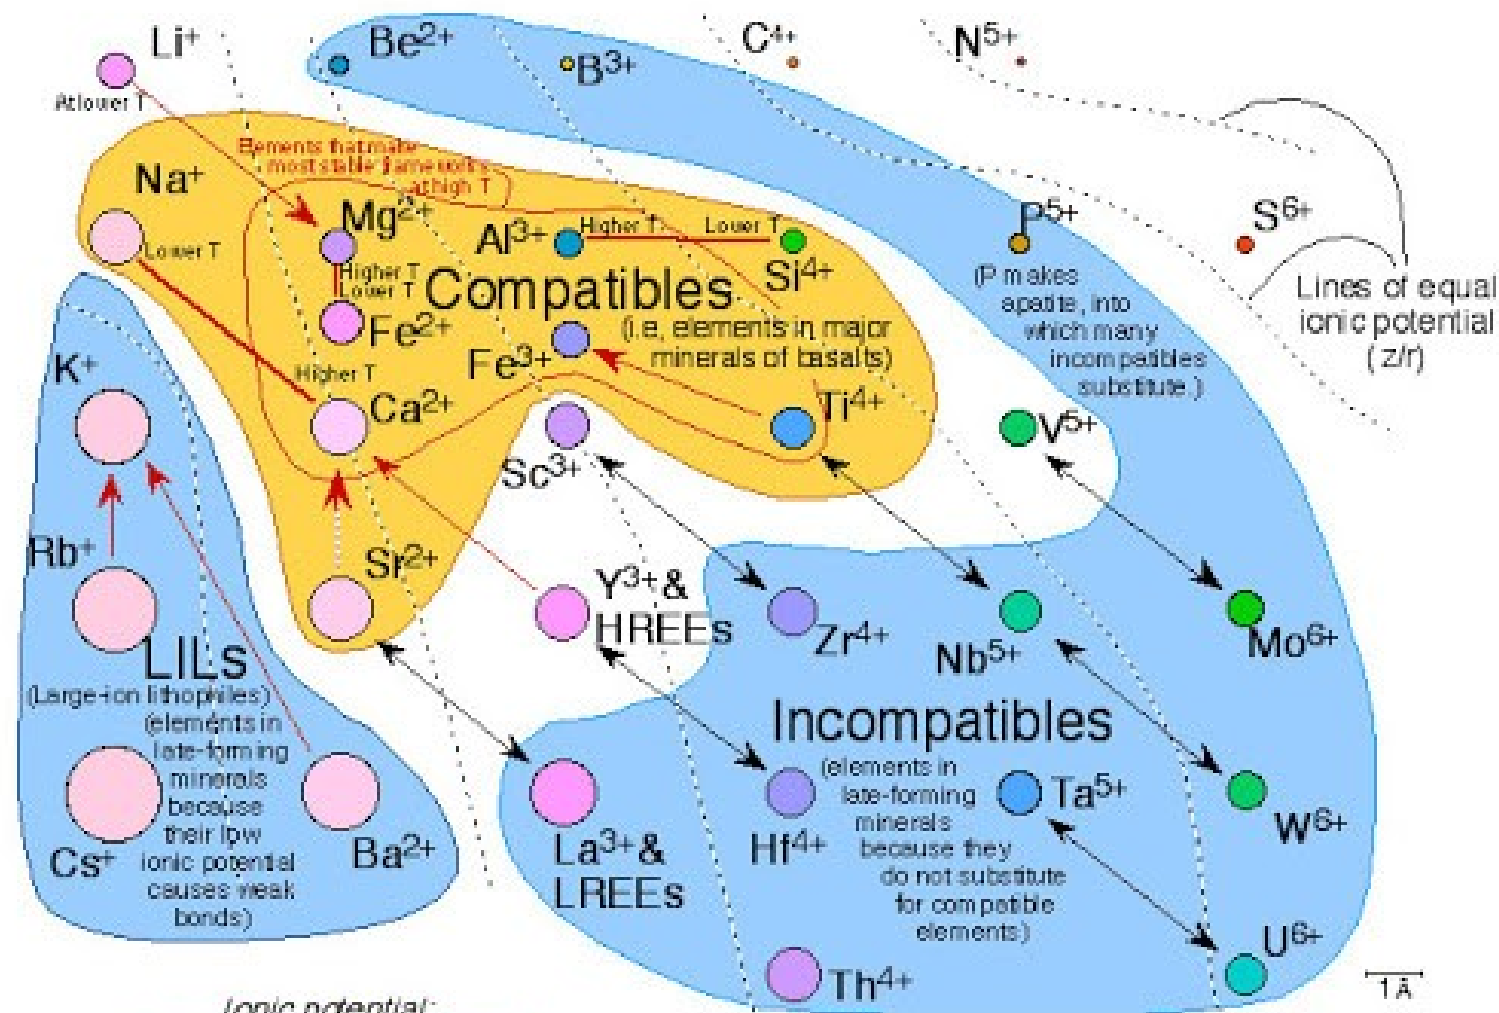 Li+
Be2+
B3+
C4+
N5+
At lower T
Elements that make
most stable frameworks
at high T
Na+
Mg2+
Al3+
Higher T
Lower T
Si4+
P5+
S6+
Lower T
Higher T
Lower T
Compatibles
(i.e, elements in major
minerals of basalts)
(P makes
apatite, into
which many
incompatibles
substitute.)
Lines of equal
ionic potential
(z/r)
Fe2+
Fe3+
Higher T
K+
Ca2+
Sc3+
Ti4+
V5+
Rb+
Sr2+
Y3+ &
HREEs
Zr4+
Nb5+
Mo6+
LILs
(Large-ion lithophiles)
(elements in
late-forming
minerals
because
their low
ionic potential
causes weak
bonds)
Incompatibles
(elements in
late-forming
minerals
because they
do not substitute
for compatible
elements)
Cs+
Ba2+
La3+ &
LREEs
Hf4+
Ta5+
W6+
Th4+
U6+
1 Å
Ionic potential: